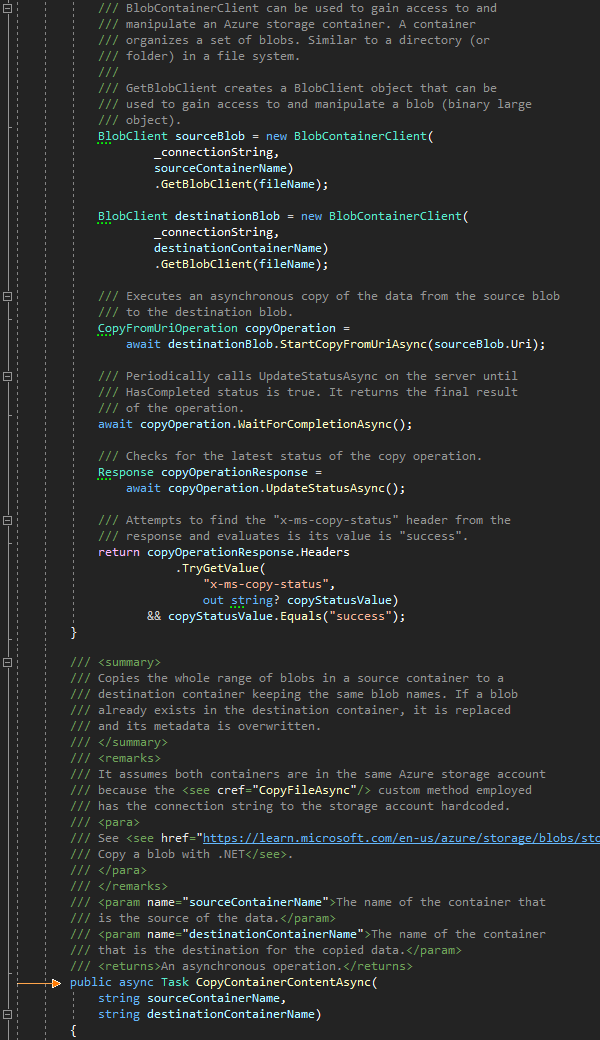 /// BlobContainerClient can be used to gain access to and
/// manipulate an Azure storage container. A container
/// organizes a set of blobs. Similar to a directory (or
/// folder) in a file system.
///
/// GetBlobClient creates a BlobClient object that can be
/// used to gain access to and manipulate a blob (binary large
/// object).
BlobClient sourceBlob = new BlobContainerClient(
_connectionString,
sourceContainerName)
.GetBlobClient(fileName);
BlobClient destinationBlob = new BlobContainerClient(
_connectionString,
destinationContainerName)
.GetBlobClient(fileName);
/// Executes an asynchronous copy of the data from the source blob
/// to the destination blob.
CopyFromUriOperation copyOperation =
await destinationBlob.StartCopyFromUriAsync(sourceBlob.Uri);
/// Periodically calls UpdateStatusAsync on the server until
/// HasCompleted status is true. It returns the final result
/// of the operation.
await copyOperation.WaitForCompletionAsync();
/// Checks for the latest status of the copy operation.
Response copyOperationResponse =
await copyOperation.UpdateStatusAsync();
/// Attempts to find the "x-ms-copy-status" header from the
/// response and evaluates is its value is "success".
return copyOperationResponse.Headers
.TryGetValue(
"x-ms-copy-status",
out string? copyStatusValue)
&& copyStatusValue.Equals("success");
}
/// <summary>
/// Copies the whole range of blobs in a source container to a
/// destination container keeping the same blob names. If a blob
/// already exists in the destination container, it is replaced
/// and its metadata is overwritten.
/// </summary>
/// <remarks>
/// It assumes both containers are in the same Azure storage account
/// because the <see cref="CopyFileAsync"/> custom method employed
/// has the connection string to the storage account hardcoded.
/// <para>
/// See <see href="https://learn.microsoft.com/en-us/azure/storage/blobs/sto
/// Copy a blob with .NET</see>.
/// </para>
/// </remarks>
/// <param name="sourceContainerName">The name of the container that
/// is the source of the data.</param>
/// <param name="destinationContainerName">The name of the container
/// that is the destination for the copied data.</param>
/// <returns>An asynchronous operation.</returns>
public async Task CopyContainerContentAsync(
string sourceContainerName,
string destinationContainerName)
{